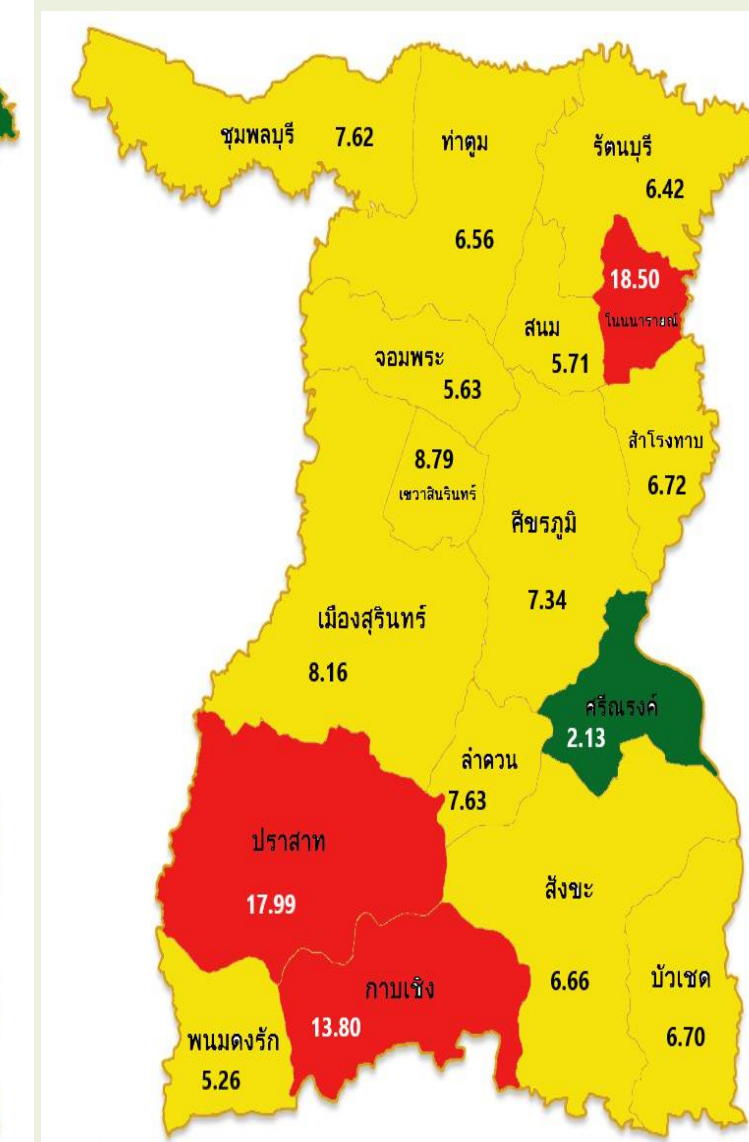 ชุมพลบุรี 7.62
ท่าตูม
6.56
รัตนบุรี
6.42
18.50
โนนนารายณ์
สนม
5.71
จอมพระ
5.63
สำโรงทาบ
6.72
8.79
เขวาสินรินทร์
ศีขรภูมิ
7.34
เมืองสุรินทร์
8.16
ศรีณรงค์
2.13
ลำดวน
7.63
ปราสาท
17.99
สังขะ
6.66
บัวเชด
6.70
กาบเชิง
13.80
พนมดงรัก
5.26